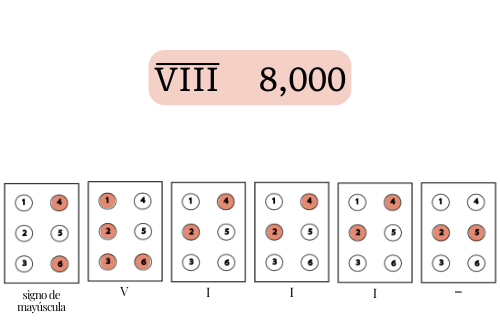 V̅I̅I̅I̅ 8,000
1 4 1 4 1 4 1 4 1 4 1 4
2 5 2 5 2 5 2 5 2 5 2 5
3 6 3 6 3 6 3 6 3 6 3 6
signo de V I I I –
mayúscula